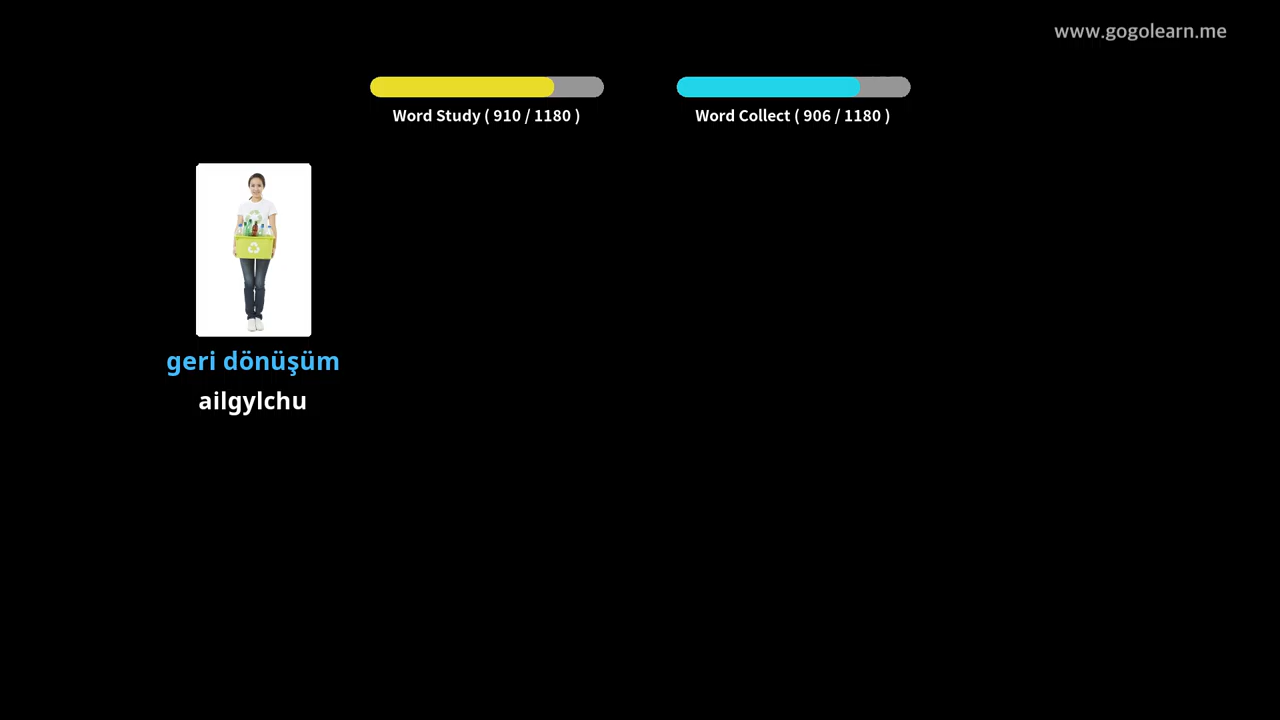 www.gogolearn.me
Word Study ( 910 / 1180 )
Word Collect ( 906 / 1180 )
geri dönüşüm
ailgylchu